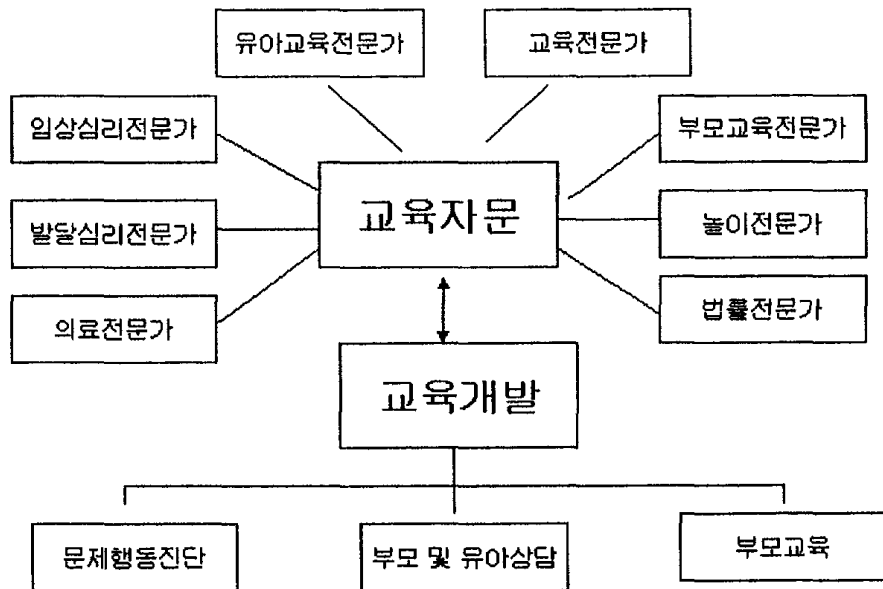 유아교육전문가
교육전문가
임상심리전문가
부모교육전문가
교육자문
발달심리전문가
놀이전문가
의료전문가
법률전문가
교육개발
문제행동진단
부모 및 유아상담
부모교육